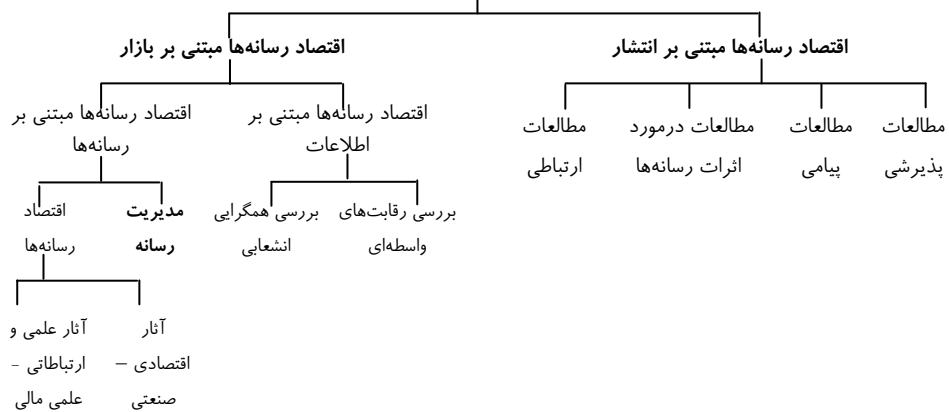 اقتصاد رسانه‌ها مبتنی بر انتشار
اقتصاد رسانه‌ها مبتنی بر بازار
مطالعات
پذیرشی
مطالعات
پیامی
مطالعات درمورد
اثرات رسانه‌ها
مطالعات
ارتباطی
اقتصاد رسانه‌ها مبتنی بر
اطلاعات
اقتصاد رسانه‌ها مبتنی بر
رسانه‌ها
بررسی رقابت‌های
واسطه‌ای
بررسی همگرایی
انشعابی
مدیریت
رسانه
اقتصاد
رسانه‌ها
آثار
اقتصادی –
صنعتی
آثار علمی و
ارتباطاتی -
علمی مالی